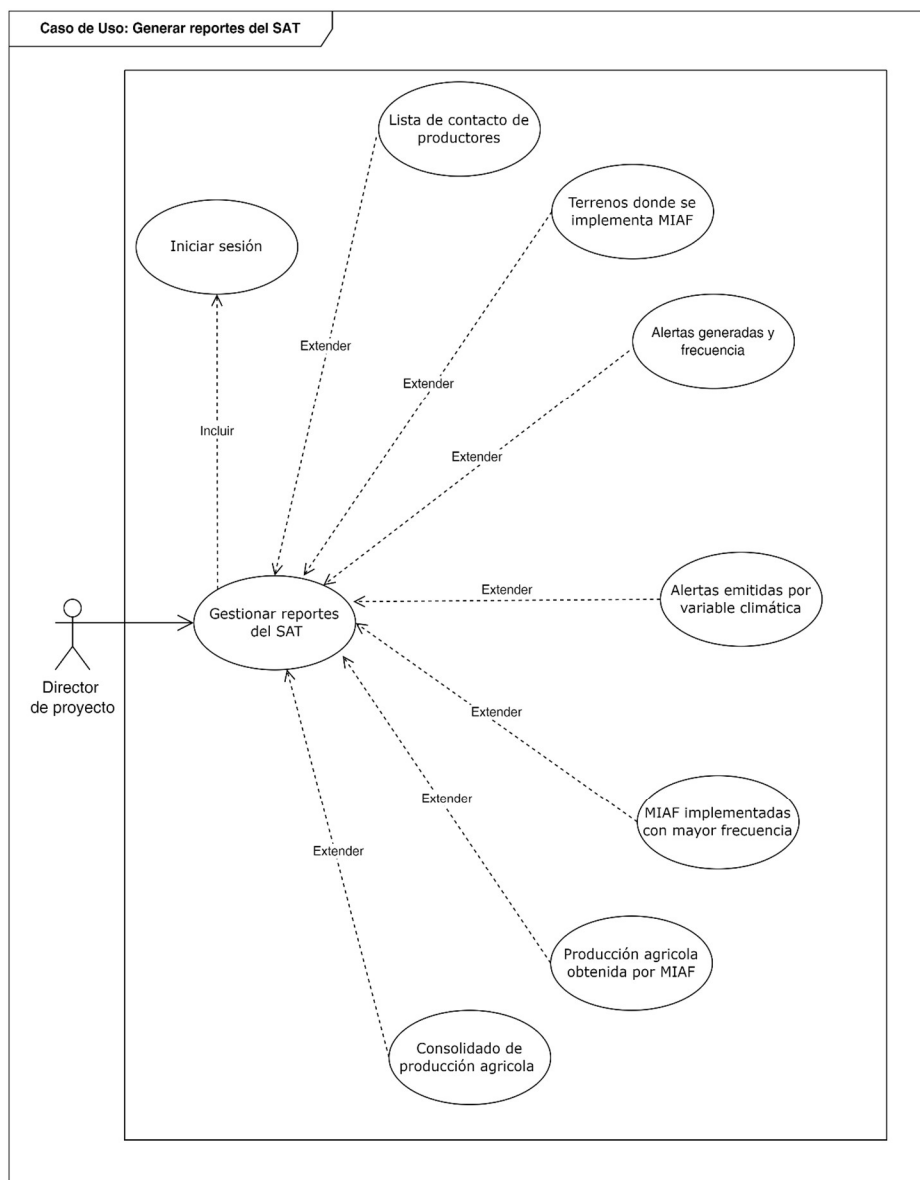 Caso de Uso: Generar reportes del SAT
Lista de contacto de
productores
Terrenos donde se
implementa MIAF
Iniciar sesión
Alertas generadas y
frecuencia
Extender
Extender
Incluir
Extender
Extender
Alertas emitidas por
variable climática
Gestionar reportes
del SAT
Director
de proyecto
Extender
Extender
MIAF implementadas
con mayor frecuencia
Extender
Producción agricola
obtenida por MIAF
Consolidado de
producción agricola